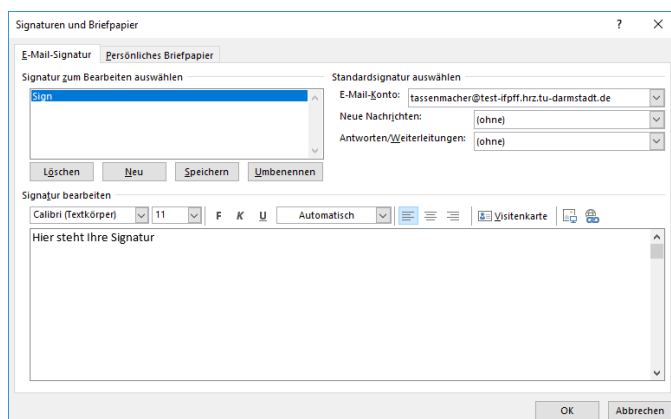 Signaturen und Briefpapier ?
E-Mail-Signatur Persönliches Briefpapier
Signatur zum Bearbeiten auswählen
Sign
Löschen Neu Speichern Umbenennen
Standardsignatur auswählen
E-Mail-Konto: tassenmacher@test-ifpff.hrz.tu-darmstadt.de
Neue Nachrichten: (ohne)
Antworten/Weiterleitungen: (ohne)
Signatur bearbeiten
Calibri (Textkörper) 11 F K U Automatisch Visitenkarte
Hier steht Ihre Signatur
OK Abbrechen